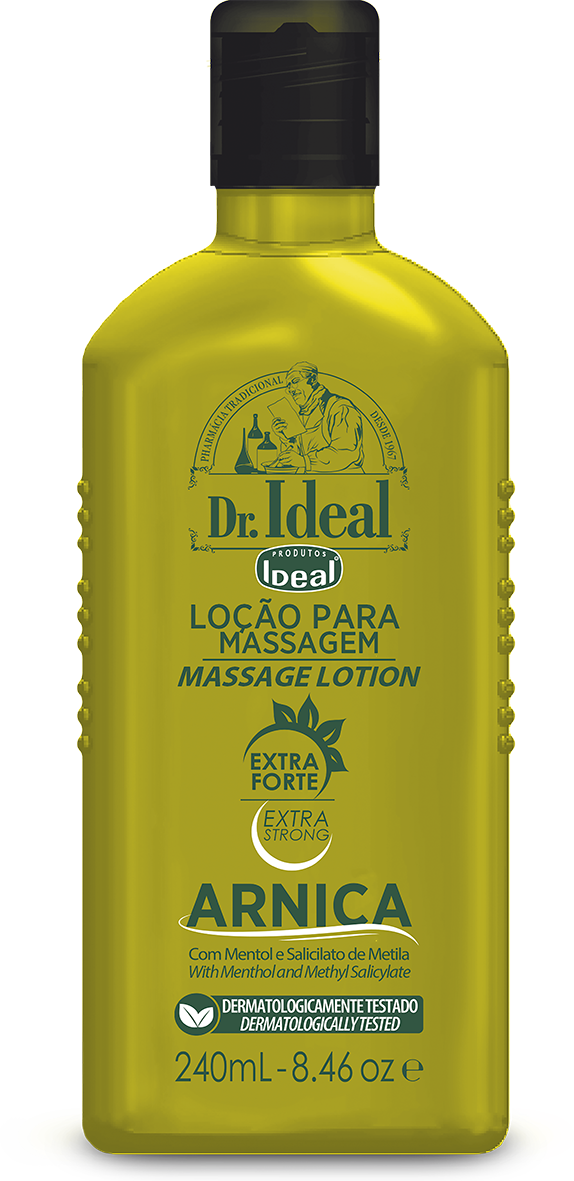 PHARMÁCIA TRADICIONAL
DESDE 1967
Dr. Ideal
PRODUTOS
IDeal
LOÇÃO PARA
MASSAGEM
MASSAGE LOTION
EXTRA
FORTE
EXTRA
STRONG
ARNICA
Com Mentol e Salicilato de Metila
With Menthol and Methyl Salicylate
DERMATOLOGICAMENTE TESTADO
DERMATOLOGICALLY TESTED
240mL - 8.46 oz ℮